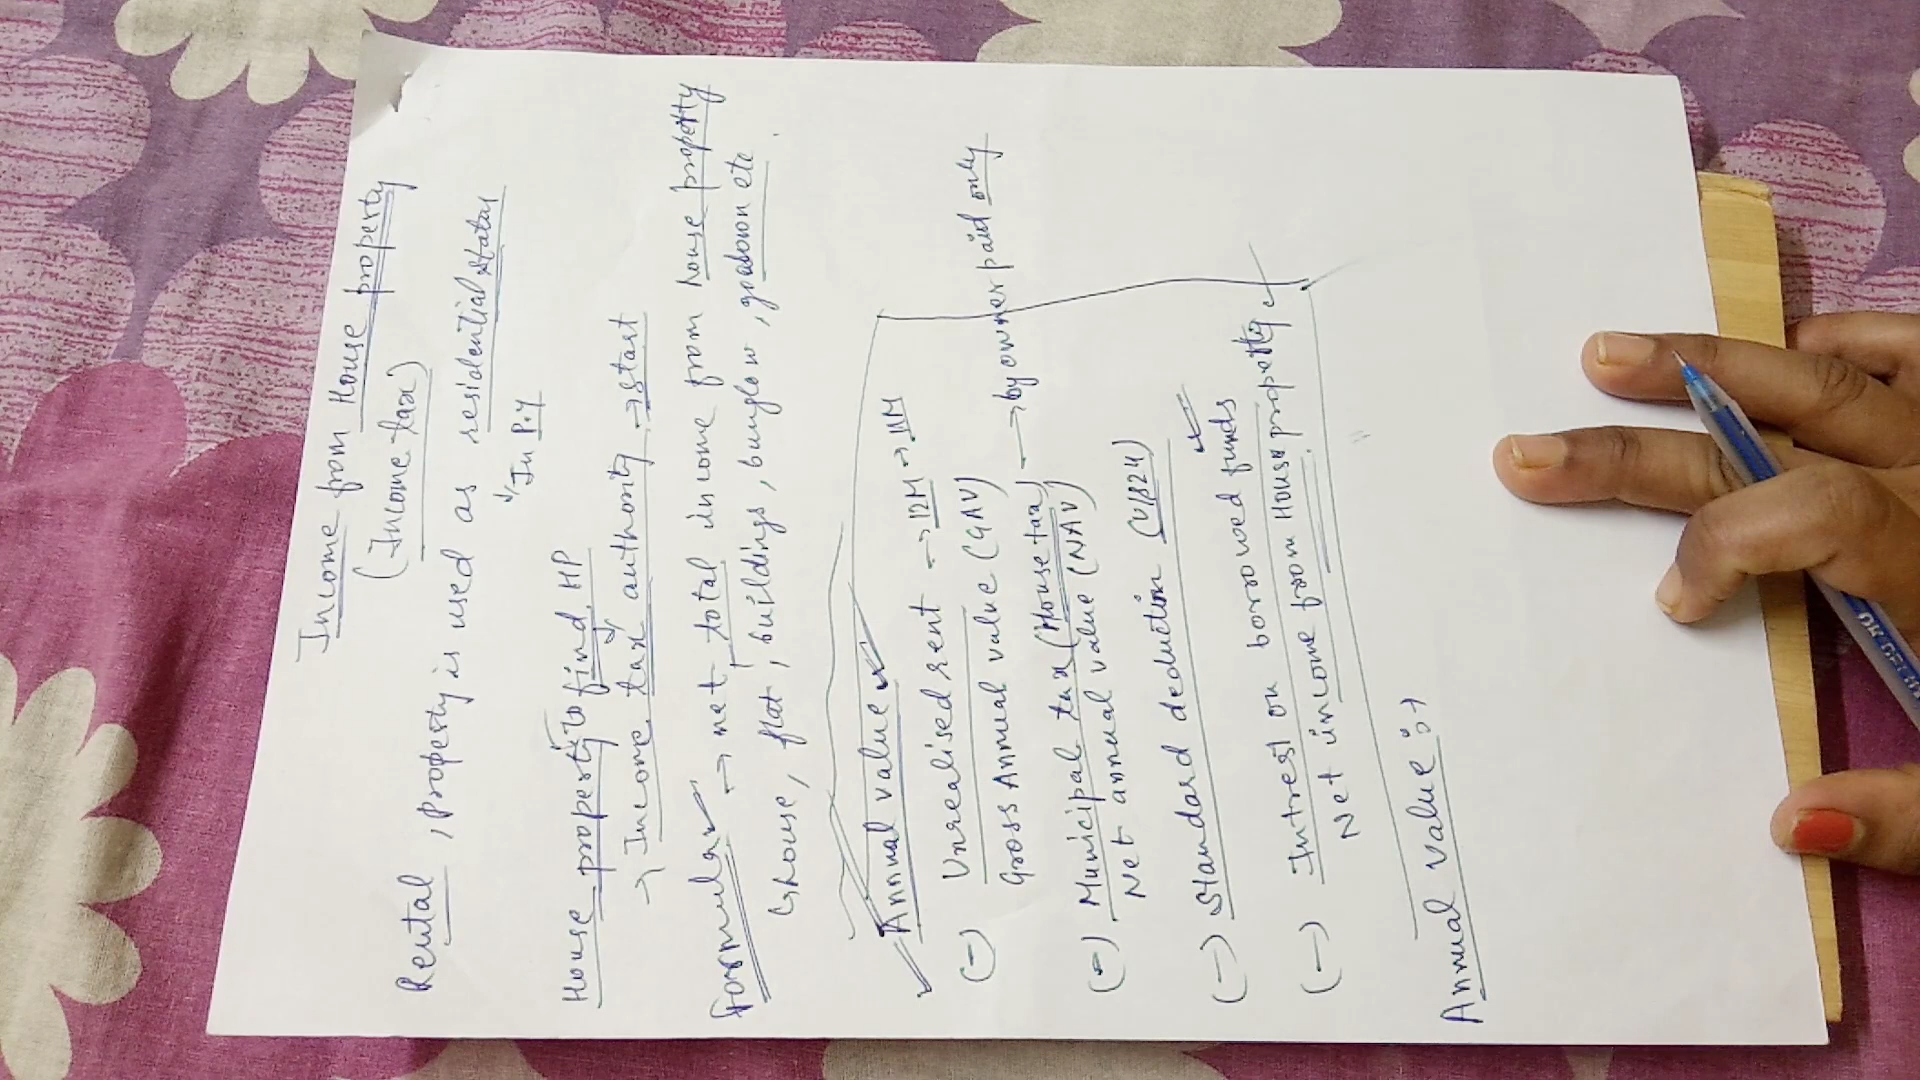 Income from House property
(Income tax)
Rental, property is used as residential status
↓ In P.Y
House property to find HP
→ Income tax authority → start
Formula → net total income from house property
↳ house, flat, buildings, bunglow, godown etc.
Annual value
(-) Unrealised rent → 12M → 11M
Gross Annual value (GAV)
(-) Municipal tax (House tax) → by owner paid only
Net annual value (NAV)
(-) Standard deduction (U/S24)
(-) Intrest on borrowed funds
Net income from House property
Annual value :→